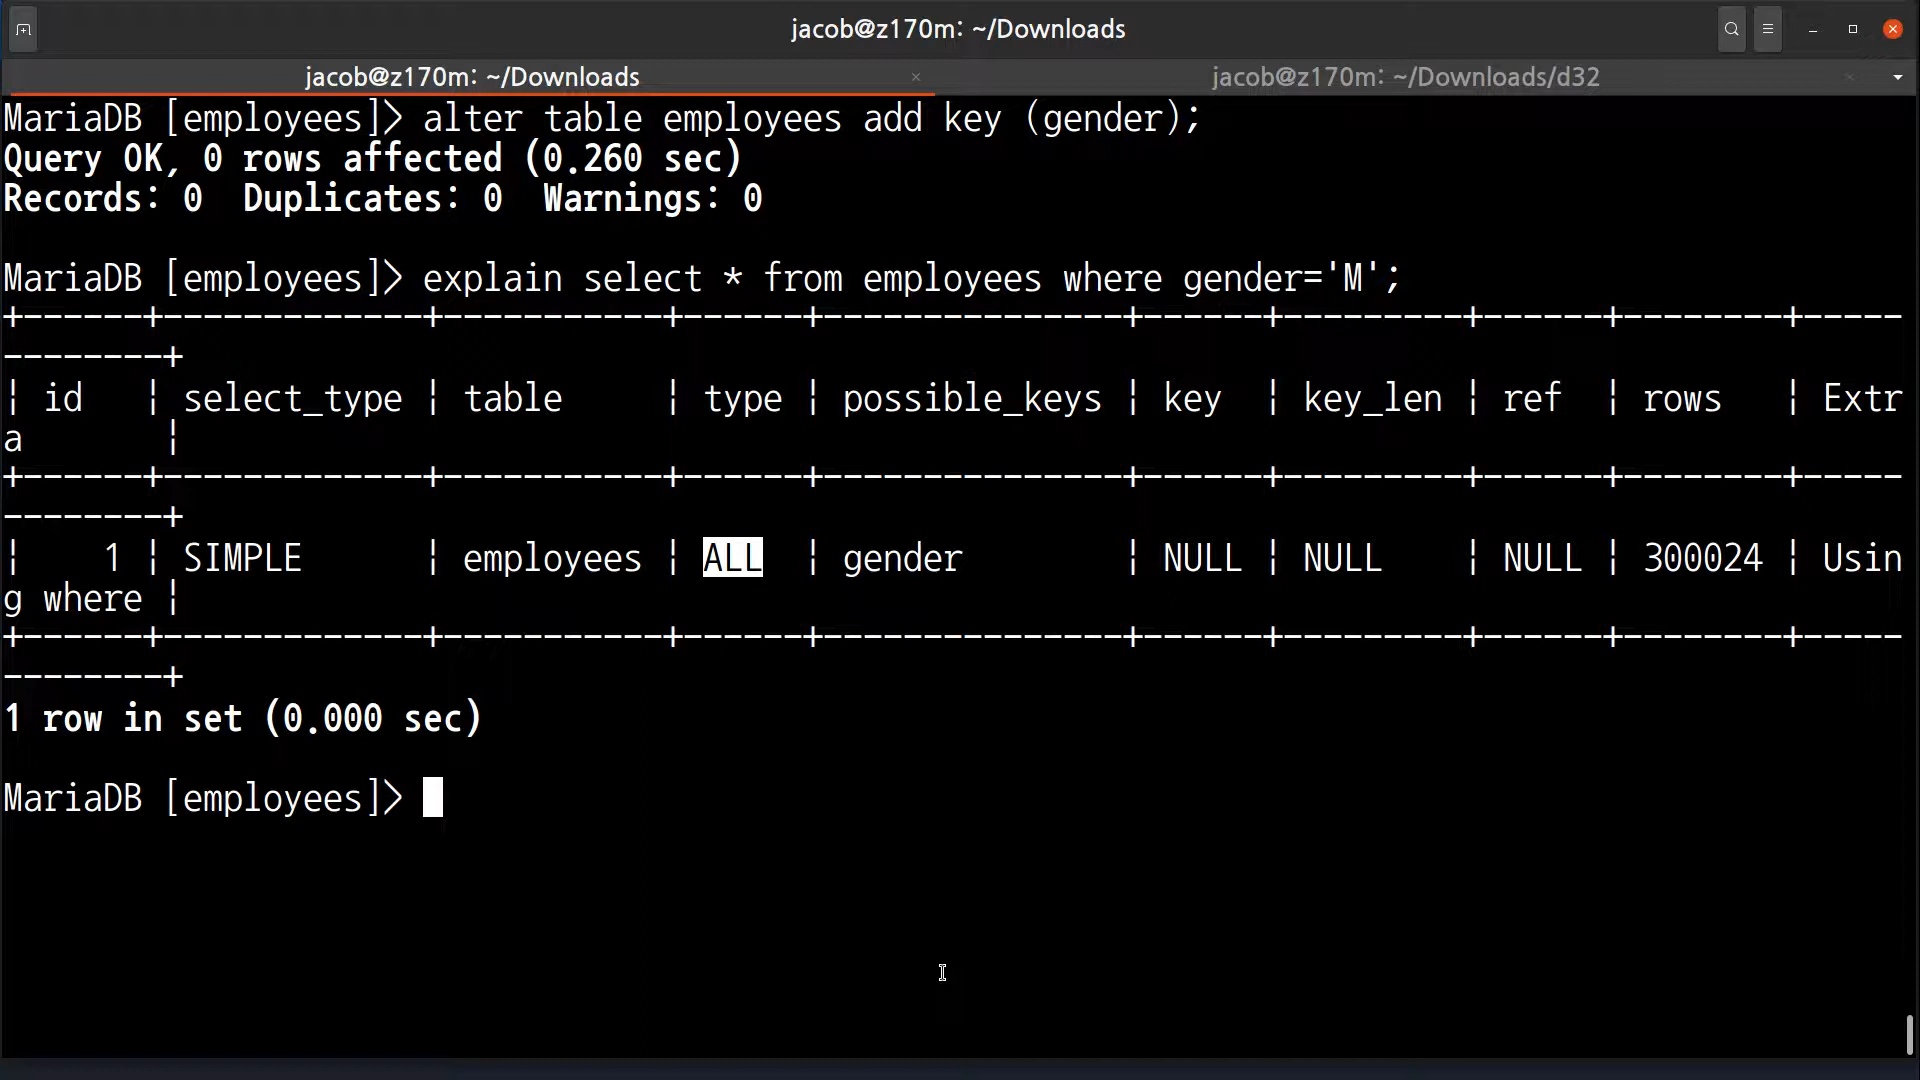 jacob@z170m: ~/Downloads
jacob@z170m: ~/Downloads × jacob@z170m: ~/Downloads/d32 ×
MariaDB [employees]> alter table employees add key (gender);
Query OK, 0 rows affected (0.260 sec)
Records: 0  Duplicates: 0  Warnings: 0

MariaDB [employees]> explain select * from employees where gender='M';
+------+-------------+-----------+------+---------------+------+---------+------+--------+-----
--------+
¦ id   ¦ select_type ¦ table     ¦ type ¦ possible_keys ¦ key  ¦ key_len ¦ ref  ¦ rows   ¦ Extr
a       ¦
+------+-------------+-----------+------+---------------+------+---------+------+--------+-----
--------+
¦    1 ¦ SIMPLE      ¦ employees ¦ ALL  ¦ gender        ¦ NULL ¦ NULL    ¦ NULL ¦ 300024 ¦ Usin
g where ¦
+------+-------------+-----------+------+---------------+------+---------+------+--------+-----
--------+
1 row in set (0.000 sec)

MariaDB [employees]>